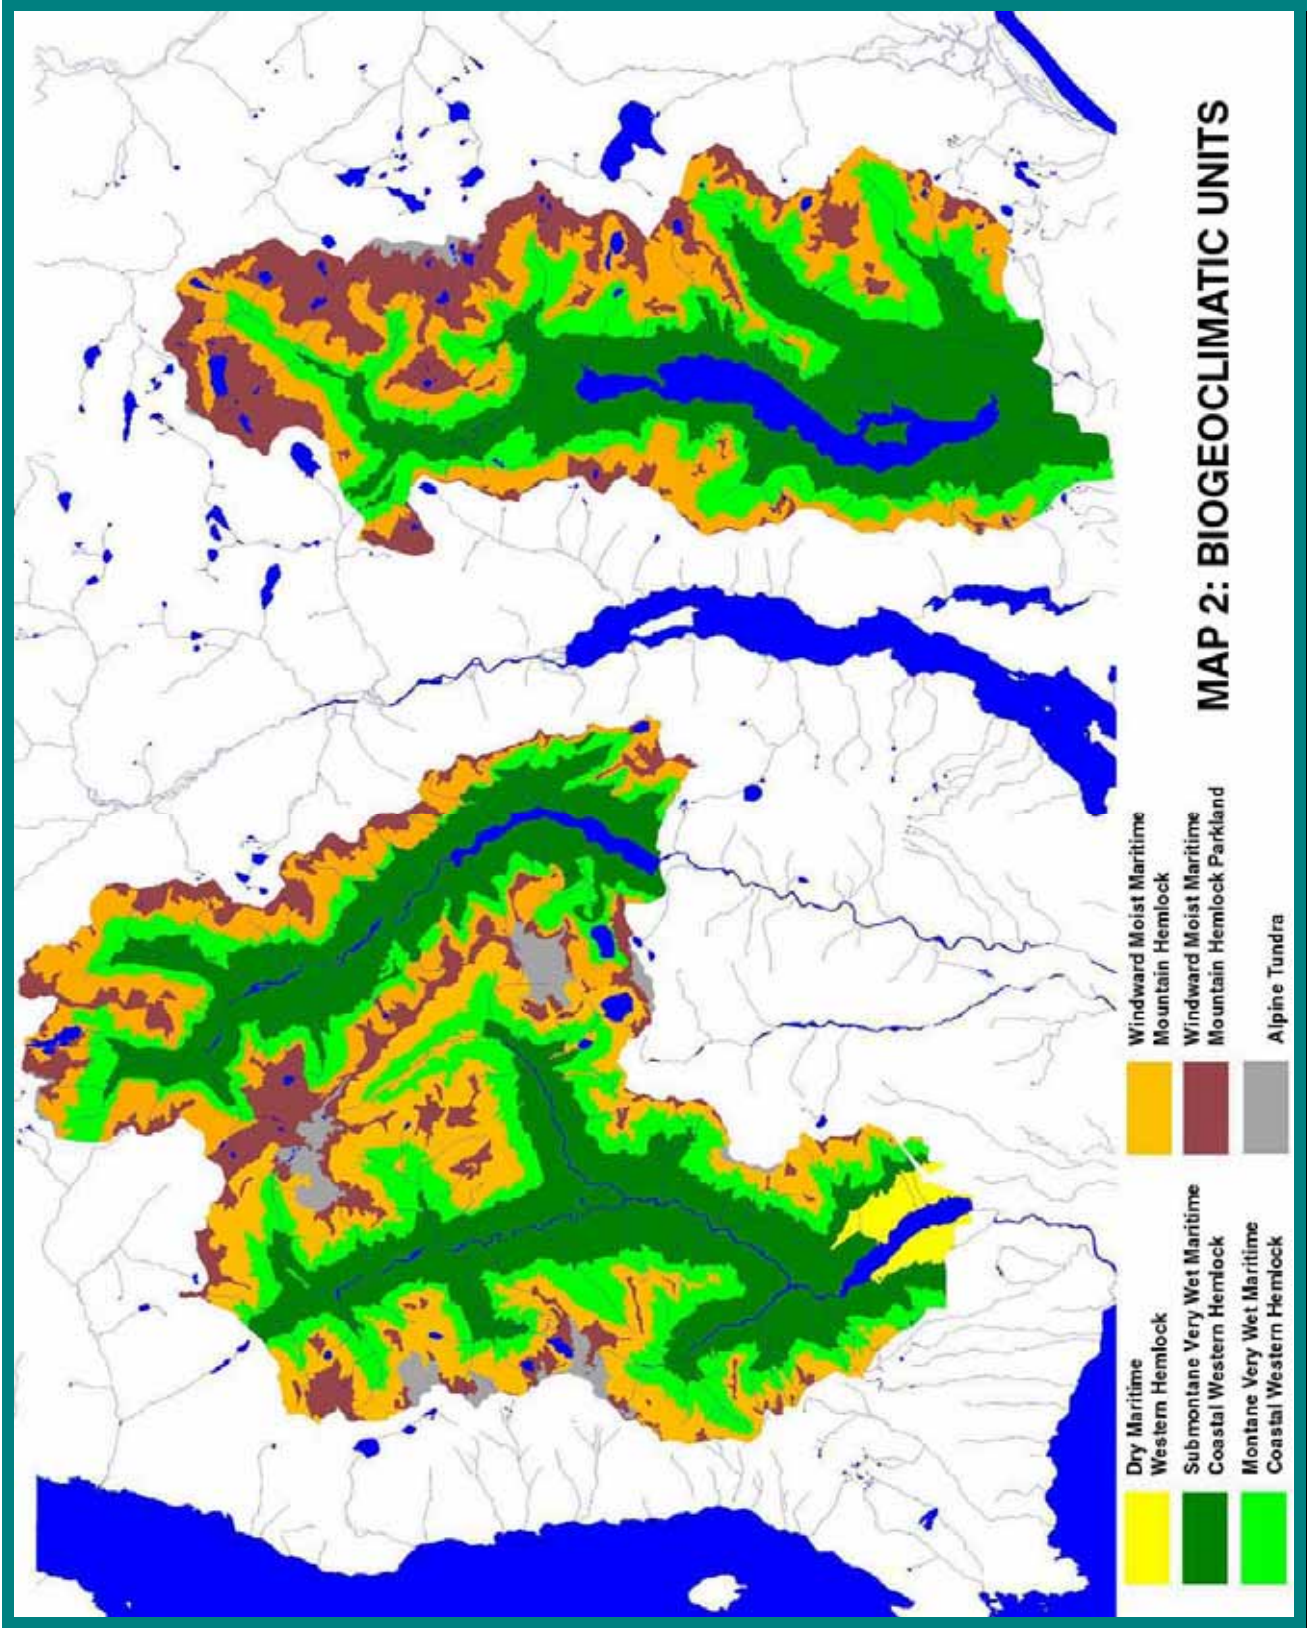 MAP 2: BIOGEOCLIMATIC UNITS
Dry Maritime
Western Hemlock
Submontane Very Wet Maritime
Coastal Western Hemlock
Montane Very Wet Maritime
Coastal Western Hemlock
Windward Moist Maritime
Mountain Hemlock
Windward Moist Maritime
Mountain Hemlock Parkland
Alpine Tundra